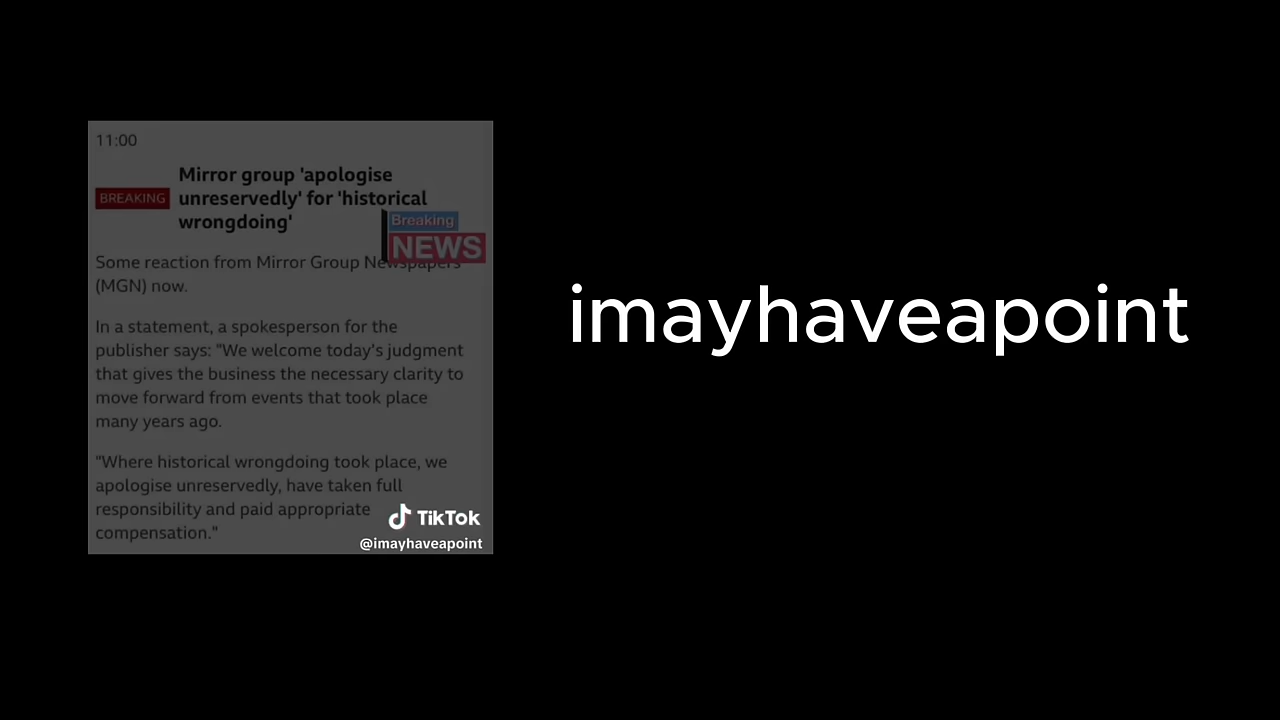 11:00
Mirror group 'apologise
BREAKING unreservedly' for 'historical
wrongdoing'
Breaking
NEWS
Some reaction from Mirror Group Newspapers
(MGN) now.
In a statement, a spokesperson for the
publisher says: "We welcome today's judgment
that gives the business the necessary clarity to
move forward from events that took place
many years ago.
"Where historical wrongdoing took place, we
apologise unreservedly, have taken full
responsibility and paid appropriate
compensation."
TikTok
@imayhaveapoint
imayhaveapoint